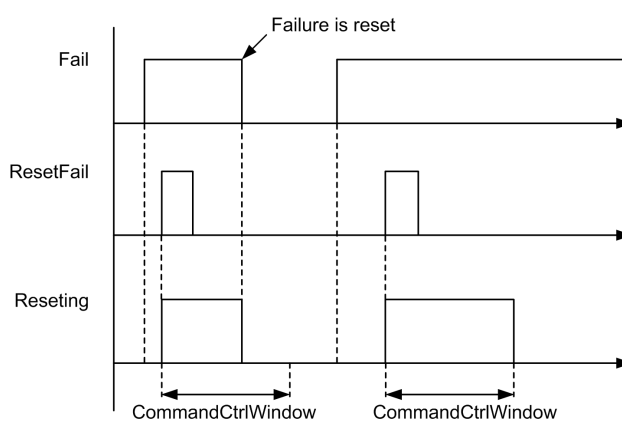 Failure is reset
Fail
ResetFail
Reseting
CommandCtrlWindow
CommandCtrlWindow